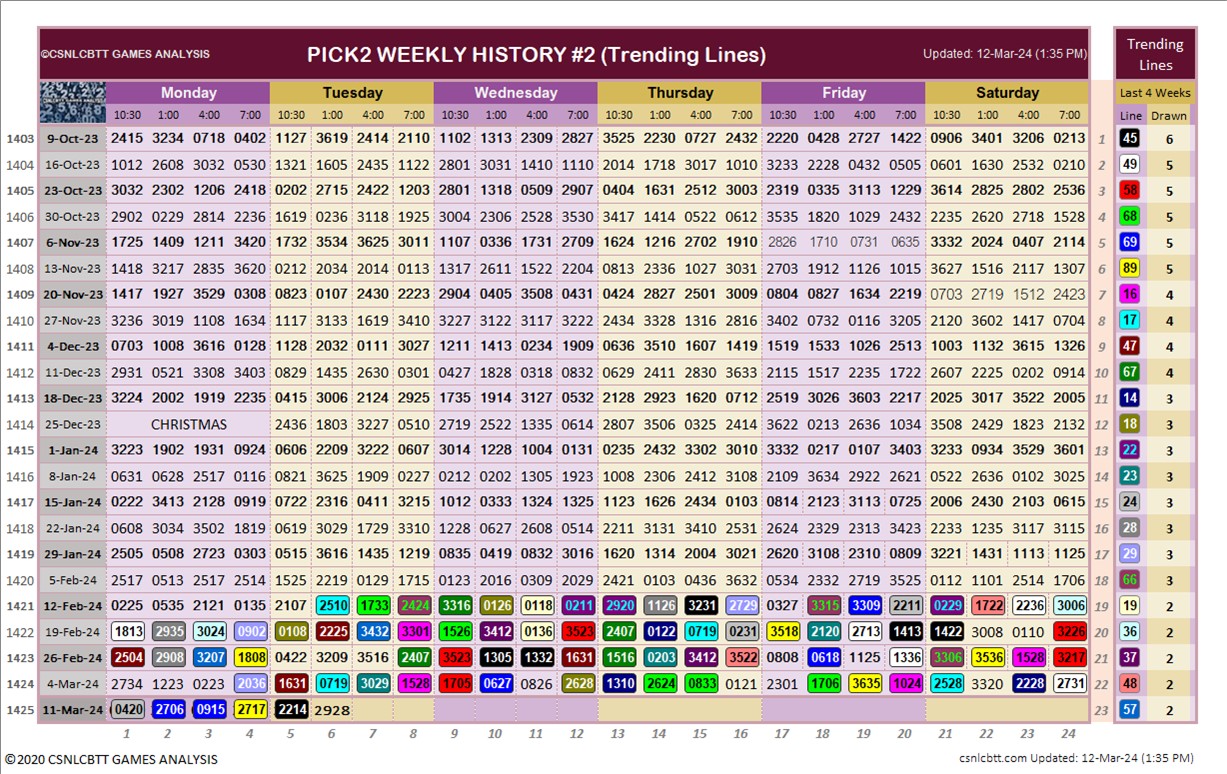 ©CSNLCBTT GAMES ANALYSIS PICK2 WEEKLY HISTORY #2 (Trending Lines) Updated: 12-Mar-24 (1:35 PM) Trending Lines
Monday Tuesday Wednesday Thursday Friday Saturday Last 4 Weeks
10:30 1:00 4:00 7:00 10:30 1:00 4:00 7:00 10:30 1:00 4:00 7:00 10:30 1:00 4:00 7:00 10:30 1:00 4:00 7:00 10:30 1:00 4:00 7:00 Line Drawn
1403 9-Oct-23 2415 3234 0718 0402 1127 3619 2414 2110 1102 1313 2309 2827 3525 2230 0727 2432 2220 0428 2727 1422 0906 3401 3206 0213 1 45 6
1404 16-Oct-23 1012 2608 3032 0530 1321 1605 2435 1122 2801 3031 1410 1110 2014 1718 3017 1010 3233 2228 0432 0505 0601 1630 2532 0210 2 49 5
1405 23-Oct-23 3032 2302 1206 2418 0202 2715 2422 1203 2801 1318 0509 2907 0404 1631 2512 3003 2319 0335 3113 1229 3614 2825 2802 2536 3 58 5
1406 30-Oct-23 2902 0229 2814 2236 1619 0236 3118 1925 3004 2306 2528 3530 3417 1414 0522 0612 3535 1820 1029 2432 2235 2620 2718 1528 4 68 5
1407 6-Nov-23 1725 1409 1211 3420 1732 3534 3625 3011 1107 0336 1731 2709 1624 1216 2702 1910 2826 1710 0731 0635 3332 2024 0407 2114 5 69 5
1408 13-Nov-23 1418 3217 2835 3620 0212 2034 2014 0113 1317 2611 1522 2204 0813 2336 1027 3031 2703 1912 1126 1015 3627 1516 2117 1307 6 89 5
1409 20-Nov-23 1417 1927 3529 0308 0823 0107 2430 2223 2904 0405 3508 0431 0424 2827 2501 3009 0804 0827 1634 2219 0703 2719 1512 2423 7 16 4
1410 27-Nov-23 3236 3019 1108 1634 1117 3133 1619 3410 3227 3122 3117 3222 2434 3328 1316 2816 3402 0732 0116 3205 2120 3602 1417 0704 8 17 4
1411 4-Dec-23 0703 1008 3616 0128 1128 2032 0111 3027 1211 1413 0234 1909 0636 3510 1607 1419 1519 1533 1026 2513 1003 1132 3615 1326 9 47 4
1412 11-Dec-23 2931 0521 3308 3403 0829 1435 2630 0301 0427 1828 0318 0832 0629 2411 2830 3633 2115 1517 2235 1722 2607 2225 0202 0914 10 67 4
1413 18-Dec-23 3224 2002 1919 2235 0415 3006 2124 2925 1735 1914 3127 0532 2128 2923 1620 0712 2519 3026 3603 2217 2025 3017 3522 2005 11 14 3
1414 25-Dec-23 CHRISTMAS 2436 1803 3227 0510 2719 2522 1335 0614 2807 3506 0325 2414 3622 0213 2636 1034 3508 2429 1823 2132 12 18 3
1415 1-Jan-24 3223 1902 1931 0924 0606 2209 3222 0607 3014 1228 1004 0131 0235 2432 3302 3010 3332 0217 0107 3403 2233 0934 3529 3601 13 22 3
1416 8-Jan-24 0631 0628 2517 0116 0821 3625 1909 0222 0212 0202 1305 1923 1008 2306 2412 3108 2109 3634 2922 2621 0522 2636 0102 3025 14 23 3
1417 15-Jan-24 0222 3413 2128 0919 0722 2316 0411 3215 1012 0333 1324 1325 1123 1626 2434 0103 0814 2123 3113 0725 2006 2430 2103 0615 15 24 3
1418 22-Jan-24 0608 3034 3502 1819 0619 3029 1729 3310 1228 0627 2608 0514 2211 3131 3410 2531 2624 2329 2313 3423 2233 1235 3117 3115 16 28 3
1419 29-Jan-24 2505 0508 2723 0303 0515 3616 1435 1219 0835 0419 0832 3016 1620 1314 2004 3021 2620 3108 2310 0809 3221 1431 1113 1125 17 29 3
1420 5-Feb-24 2517 0513 2517 2514 1525 2219 0129 1715 0123 2016 0309 2029 2421 0103 0436 3632 0534 2332 2719 3525 0112 1101 2514 1706 18 66 3
1421 12-Feb-24 0225 0535 2121 0135 2107 2510 1733 2424 3316 0126 0118 0211 2920 1126 3231 2729 0327 3315 3309 2211 0229 1722 2236 3006 19 19 2
1422 19-Feb-24 1813 2935 3024 0902 0108 2225 3432 3301 1526 3412 0136 3523 2407 0122 0719 0231 3518 2120 2713 1413 1422 3008 0110 3226 20 36 2
1423 26-Feb-24 2504 2908 3207 1808 0422 3209 3516 2407 3523 1305 1332 1631 1516 0203 3412 3522 0808 0618 1125 1336 3306 3536 1528 3217 21 37 2
1424 4-Mar-24 2734 1223 0223 2036 1631 0719 3029 1528 1705 0627 0826 2628 1310 2624 0833 0121 2301 1706 3635 1024 2528 3320 2228 2731 22 48 2
1425 11-Mar-24 0420 2706 0915 2717 2214 2928 23 57 2
1 2 3 4 5 6 7 8 9 10 11 12 13 14 15 16 17 18 19 20 21 22 23 24
©2020 CSNLCBTT GAMES ANALYSIS csnlcbtt.com Updated: 12-Mar-24 (1:35 PM)